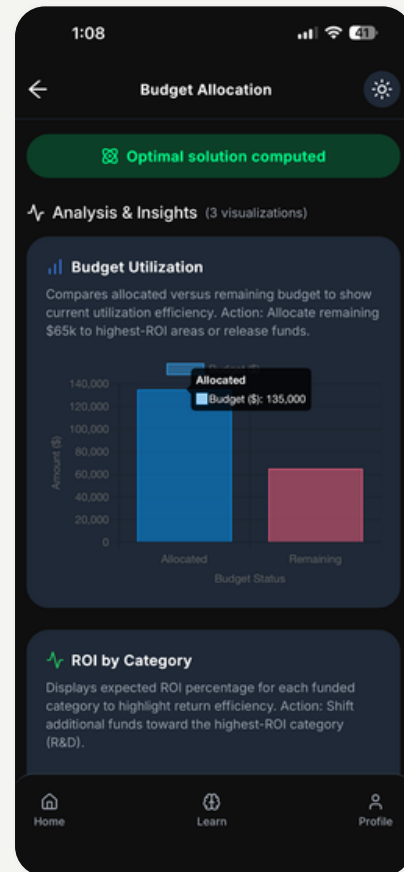 1:08
41
Budget Allocation
Optimal solution computed
Analysis & Insights (3 visualizations)
Budget Utilization
Compares allocated versus remaining budget to show
current utilization efficiency. Action: Allocate remaining
$65k to highest-ROI areas or release funds.
Allocated
Budget ($): 135,000
140,000
120,000
100,000
80,000
60,000
40,000
20,000
0
Amount ($)
Allocated Remaining
Budget Status
ROI by Category
Displays expected ROI percentage for each funded
category to highlight return efficiency. Action: Shift
additional funds toward the highest-ROI category
(R&D).
Home Learn Profile